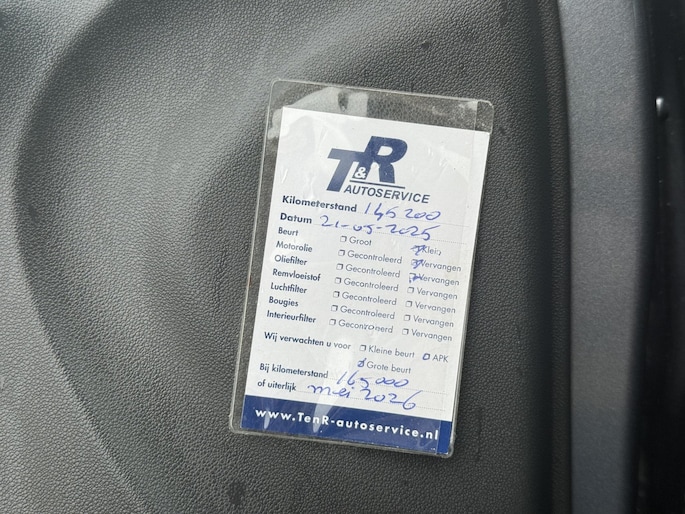 T&R
AUTOSERVICE
Kilometerstand 145 200
Datum 21-05-2025
Beurt Groot Klein
Motorolie Gecontroleerd Vervangen
Oliefilter Gecontroleerd Vervangen
Remvloeistof Gecontroleerd Vervangen
Luchtfilter Gecontroleerd Vervangen
Bougies Gecontroleerd Vervangen
Interieurfilter Gecontroleerd Vervangen
Wij verwachten u voor Kleine beurt APK
Grote beurt
Bij kilometerstand 165000
of uiterlijk mei 2026
www.TenR-autoservice.nl